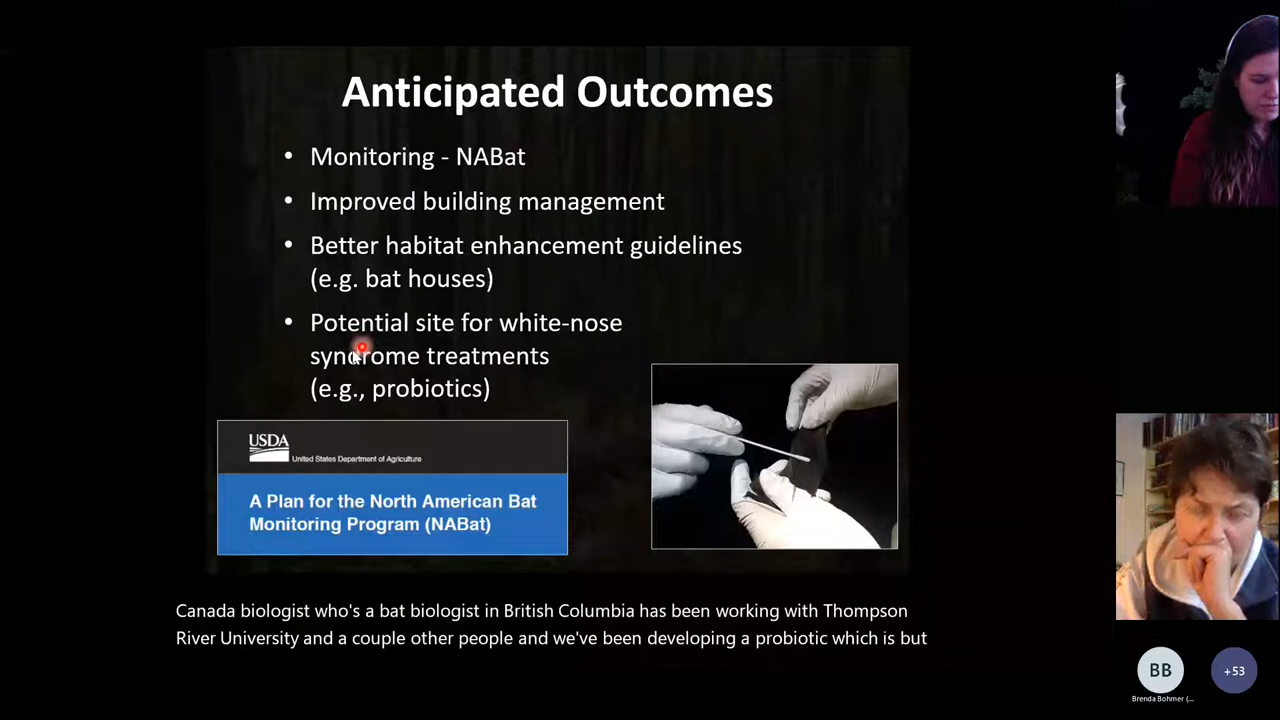 Anticipated Outcomes
• Monitoring - NABat
• Improved building management
• Better habitat enhancement guidelines
(e.g. bat houses)
• Potential site for white-nose
syndrome treatments
(e.g., probiotics)
USDA
United States Department of Agriculture
A Plan for the North American Bat
Monitoring Program (NABat)
Canada biologist who's a bat biologist in British Columbia has been working with Thompson
River University and a couple other people and we've been developing a probiotic which is but
BB
+53
Brenda Bohmer (...